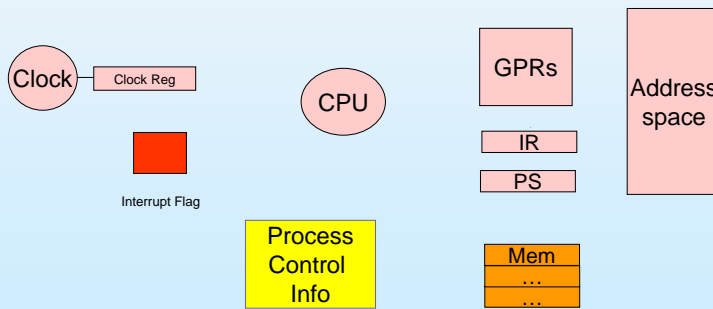 Clock
Clock Reg
CPU
GPRs
Address
space
IR
PS
Interrupt Flag
Process
Control
Info
Mem
…
…